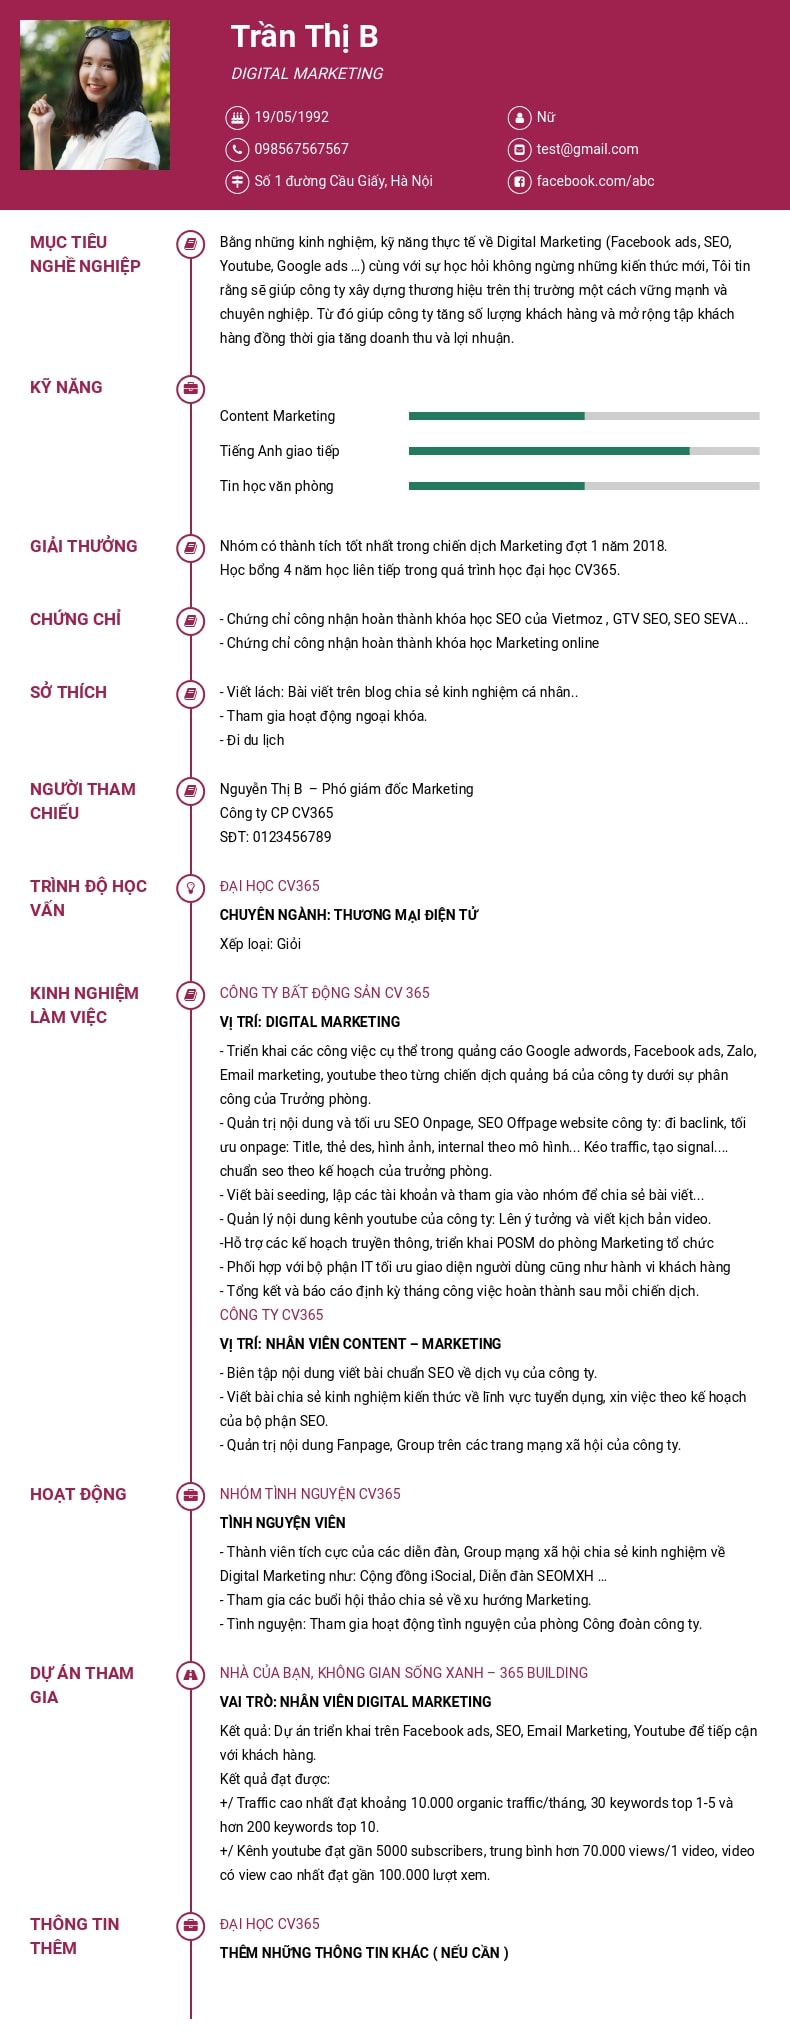 Trần Thị B
DIGITAL MARKETING
19/05/1992
Nữ
098567567567
test@gmail.com
Số 1 đường Cầu Giấy, Hà Nội
facebook.com/abc
MỤC TIÊU
NGHỀ NGHIỆP
Bằng những kinh nghiệm, kỹ năng thực tế về Digital Marketing (Facebook ads, SEO,
Youtube, Google ads ...) cùng với sự học hỏi không ngừng những kiến thức mới, Tôi tin
rằng sẽ giúp công ty xây dựng thương hiệu trên thị trường một cách vững mạnh và
chuyên nghiệp. Từ đó giúp công ty tăng số lượng khách hàng và mở rộng tập khách
hàng đồng thời gia tăng doanh thu và lợi nhuận.
KỸ NĂNG
Content Marketing
Tiếng Anh giao tiếp
Tin học văn phòng
GIẢI THƯỞNG
Nhóm có thành tích tốt nhất trong chiến dịch Marketing đợt 1 năm 2018.
Học bổng 4 năm học liên tiếp trong quá trình học đại học CV365.
CHỨNG CHỈ
- Chứng chỉ công nhận hoàn thành khóa học SEO của Vietmoz , GTV SEO, SEO SEVA...
- Chứng chỉ công nhận hoàn thành khóa học Marketing online
SỞ THÍCH
- Viết lách: Bài viết trên blog chia sẻ kinh nghiệm cá nhân..
- Tham gia hoạt động ngoại khóa.
- Đi du lịch
NGƯỜI THAM
CHIẾU
Nguyễn Thị B – Phó giám đốc Marketing
Công ty CP CV365
SĐT: 0123456789
TRÌNH ĐỘ HỌC
VẤN
ĐẠI HỌC CV365
CHUYÊN NGÀNH: THƯƠNG MẠI ĐIỆN TỬ
Xếp loại: Giỏi
KINH NGHIỆM
LÀM VIỆC
CÔNG TY BẤT ĐỘNG SẢN CV 365
VỊ TRÍ: DIGITAL MARKETING
- Triển khai các công việc cụ thể trong quảng cáo Google adwords, Facebook ads, Zalo,
Email marketing, youtube theo từng chiến dịch quảng bá của công ty dưới sự phân
công của Trưởng phòng.
- Quản trị nội dung và tối ưu SEO Onpage, SEO Offpage website công ty: đi baclink, tối
ưu onpage: Title, thẻ des, hình ảnh, internal theo mô hình... Kéo traffic, tạo signal....
chuẩn seo theo kế hoạch của trưởng phòng.
- Viết bài seeding, lập các tài khoản và tham gia vào nhóm để chia sẻ bài viết...
- Quản lý nội dung kênh youtube của công ty: Lên ý tưởng và viết kịch bản video.
-Hỗ trợ các kế hoạch truyền thông, triển khai POSM do phòng Marketing tổ chức
- Phối hợp với bộ phận IT tối ưu giao diện người dùng cũng như hành vi khách hàng
- Tổng kết và báo cáo định kỳ tháng công việc hoàn thành sau mỗi chiến dịch.
CÔNG TY CV365
VỊ TRÍ: NHÂN VIÊN CONTENT – MARKETING
- Biên tập nội dung viết bài chuẩn SEO về dịch vụ của công ty.
- Viết bài chia sẻ kinh nghiệm kiến thức về lĩnh vực tuyển dụng, xin việc theo kế hoạch
của bộ phận SEO.
- Quản trị nội dung Fanpage, Group trên các trang mạng xã hội của công ty.
HOẠT ĐỘNG
NHÓM TÌNH NGUYỆN CV365
TÌNH NGUYỆN VIÊN
- Thành viên tích cực của các diễn đàn, Group mạng xã hội chia sẻ kinh nghiệm về
Digital Marketing như: Cộng đồng iSocial, Diễn đàn SEOMXH ...
- Tham gia các buổi hội thảo chia sẻ về xu hướng Marketing.
- Tình nguyện: Tham gia hoạt động tình nguyện của phòng Công đoàn công ty.
DỰ ÁN THAM
GIA
NHÀ CỦA BẠN, KHÔNG GIAN SỐNG XANH – 365 BUILDING
VAI TRÒ: NHÂN VIÊN DIGITAL MARKETING
Kết quả: Dự án triển khai trên Facebook ads, SEO, Email Marketing, Youtube để tiếp cận
với khách hàng.
Kết quả đạt được:
+/ Traffic cao nhất đạt khoảng 10.000 organic traffic/tháng, 30 keywords top 1-5 và
hơn 200 keywords top 10.
+/ Kênh youtube đạt gần 5000 subscribers, trung bình hơn 70.000 views/1 video, video
có view cao nhất đạt gần 100.000 lượt xem.
THÔNG TIN
THÊM
ĐẠI HỌC CV365
THÊM NHỮNG THÔNG TIN KHÁC ( NẾU CẦN )